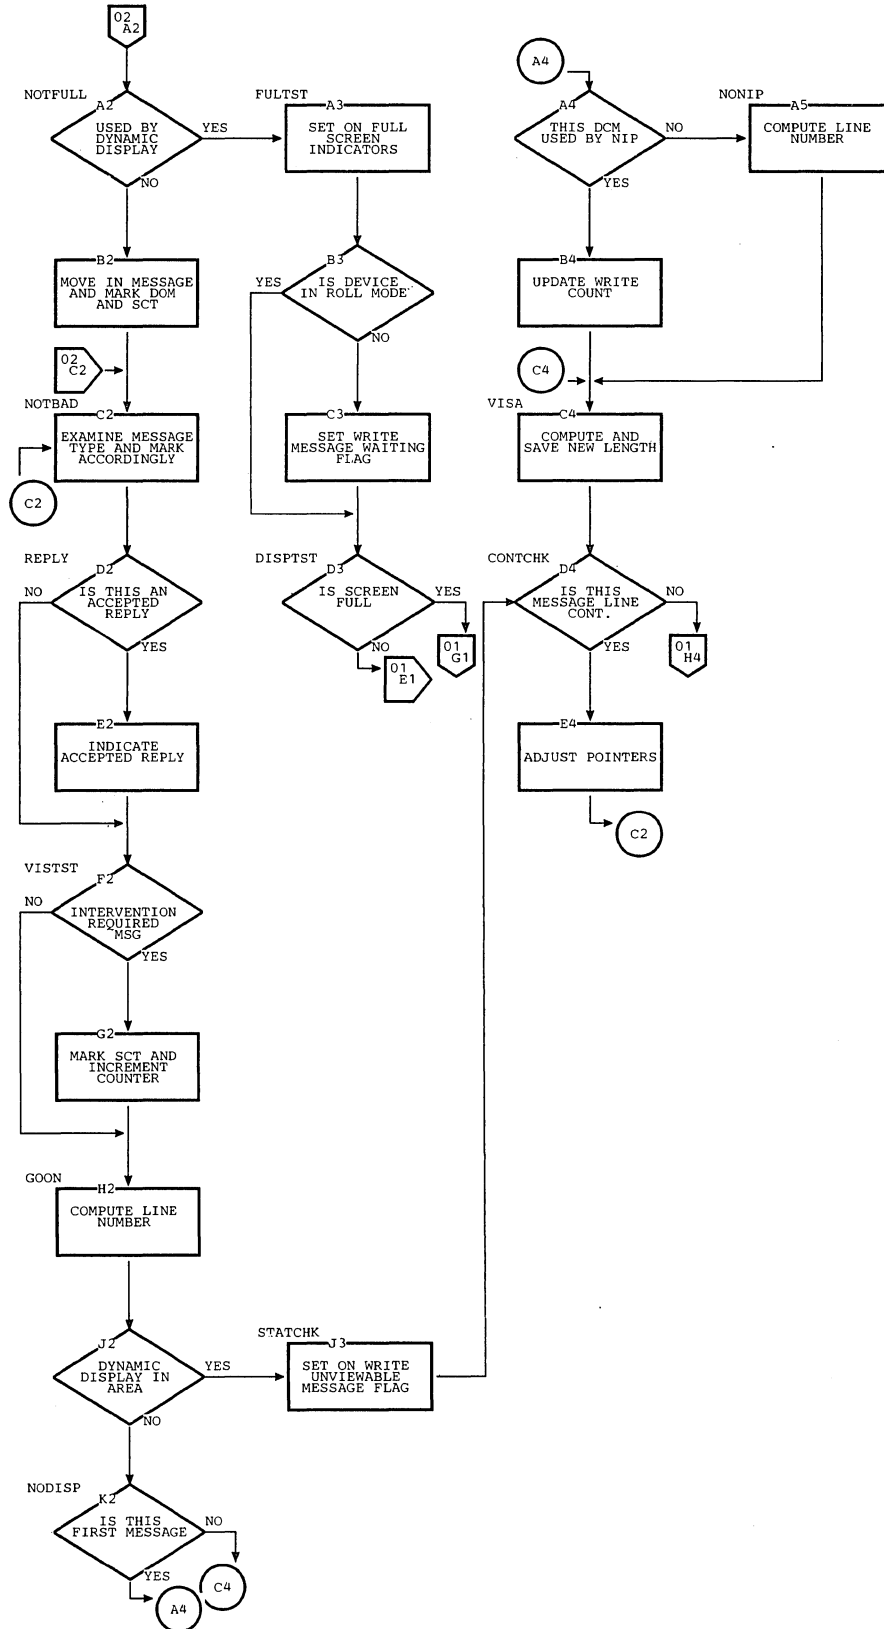 02
A2
NOTFULL
A2
USED BY
DYNAMIC
DISPLAY
YES
NO
B2
MOVE IN MESSAGE
AND MARK DOM
AND SCT
02
C2
NOTBAD
C2
EXAMINE MESSAGE
TYPE AND MARK
ACCORDINGLY
C2
REPLY
D2
NO
IS THIS AN
ACCEPTED
REPLY
YES
E2
INDICATE
ACCEPTED REPLY
VISTST
F2
NO
INTERVENTION
REQUIRED
MSG
YES
G2
MARK SCT AND
INCREMENT
COUNTER
GOON
H2
COMPUTE LINE
NUMBER
J2
DYNAMIC
DISPLAY IN
AREA
YES
NO
NODISP
K2
IS THIS
FIRST MESSAGE
NO
YES
C4
A4
FULTST
A3
SET ON FULL
SCREEN
INDICATORS
B3
YES
IS DEVICE
IN ROLL MODE
NO
C3
SET WRITE
MESSAGE WAITING
FLAG
DISPTST
D3
IS SCREEN
FULL
YES
NO
01
G1
01
E1
STATCHK
J3
SET ON WRITE
UNVIEWABLE
MESSAGE FLAG
A4
A4
THIS DCM
USED BY NIP
NO
YES
B4
UPDATE WRITE
COUNT
C4
VISA
C4
COMPUTE AND
SAVE NEW LENGTH
CONTCHK
D4
IS THIS
MESSAGE LINE
CONT.
NO
YES
01
H4
E4
ADJUST POINTERS
C2
NONIP
A5
COMPUTE LINE
NUMBER